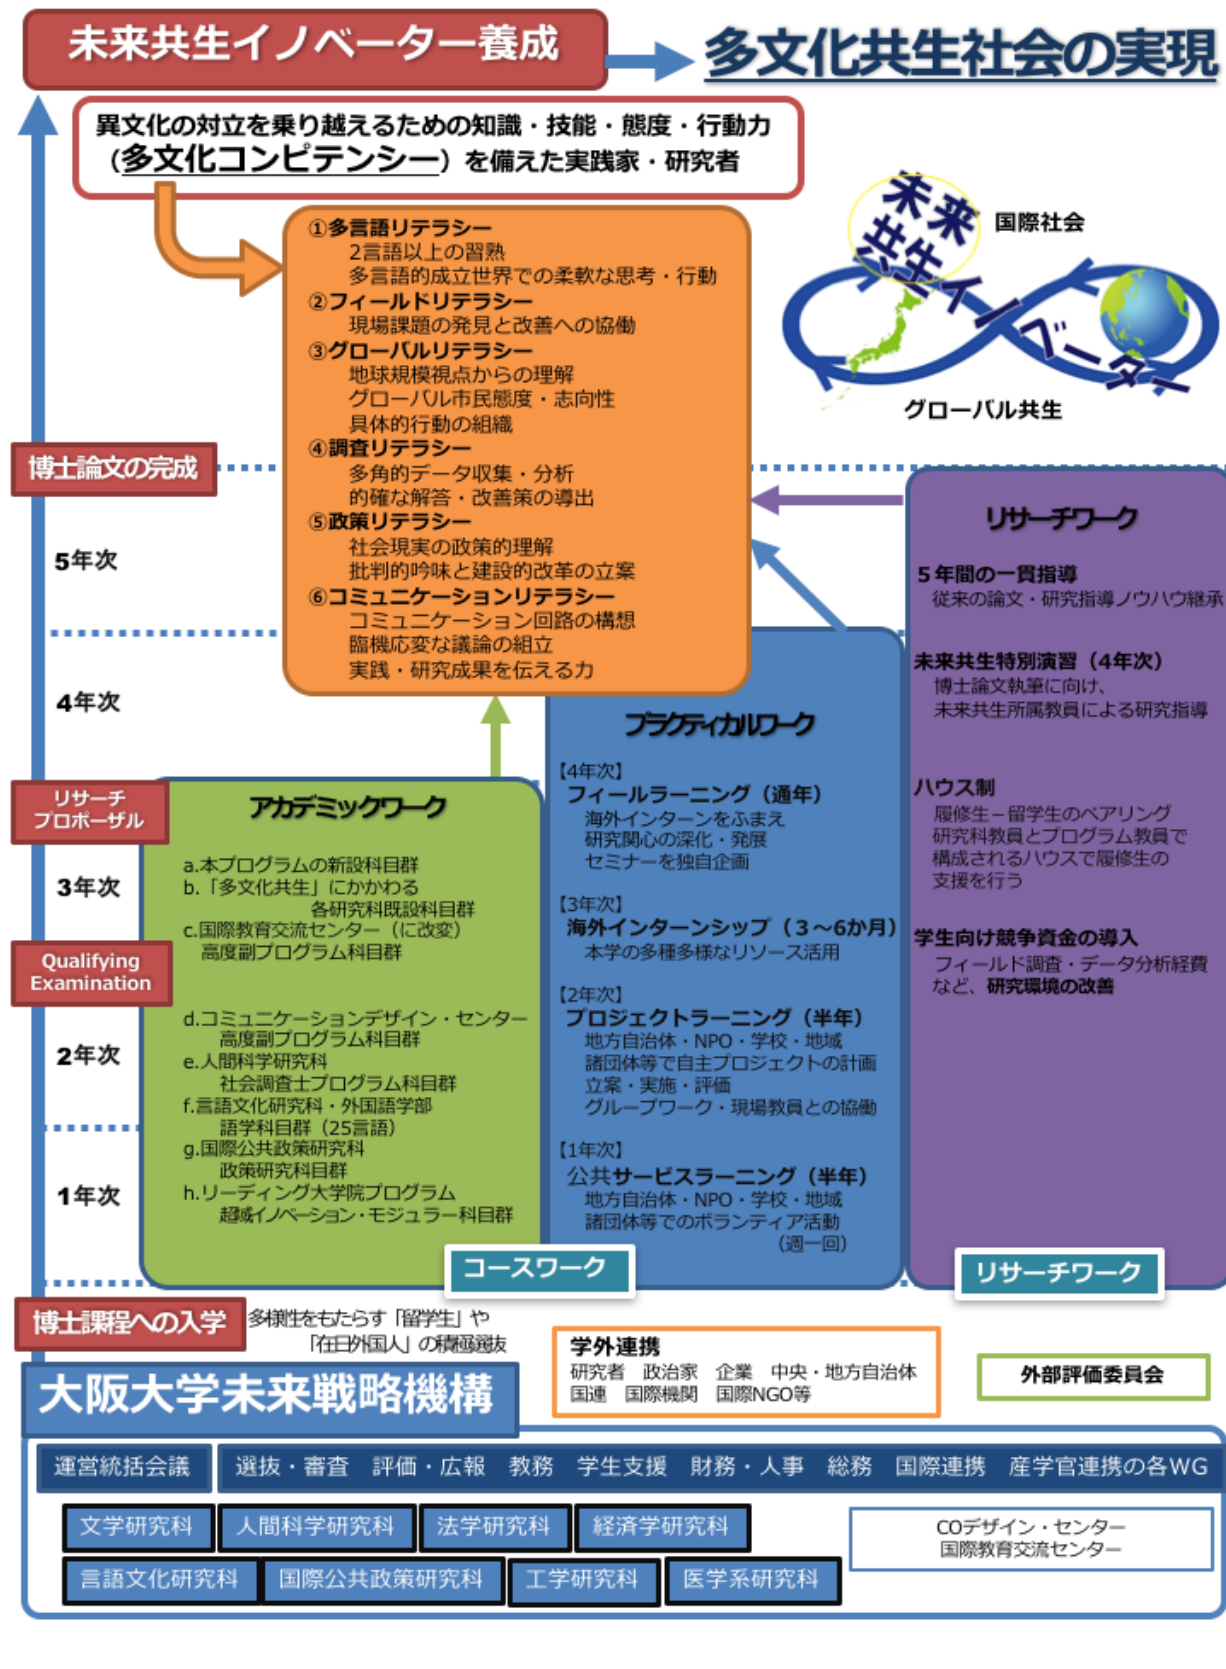 未来共生イノベーター養成
多文化共生社会の実現
異文化の対立を乗り越えるための知識・技能・態度・行動力
（多文化コンピテンシー）を備えた実践家・研究者
①多言語リテラシー
2言語以上の習熟
多言語的成立世界での柔軟な思考・行動
②フィールドリテラシー
現場課題の発見と改善への協働
③グローバルリテラシー
地球規模視点からの理解
グローバル市民態度・志向性
具体的行動の組織
④調査リテラシー
多角的データ収集・分析
的確な解答・改善策の導出
⑤政策リテラシー
社会現実の政策的理解
批判的吟味と建設的改革の立案
⑥コミュニケーションリテラシー
コミュニケーション回路の構想
臨機応変な議論の組立
実践・研究成果を伝える力
未来
共生イノベーター
国際社会
グローバル共生
博士論文の完成
5年次
4年次
リサーチ
プロポーザル
3年次
Qualifying
Examination
2年次
1年次
アカデミックワーク
a.本プログラムの新設科目群
b.「多文化共生」にかかわる
各研究科既設科目群
c.国際教育交流センター（に改変）
高度副プログラム科目群
d.コミュニケーションデザイン・センター
高度副プログラム科目群
e.人間科学研究科
社会調査士プログラム科目群
f.言語文化研究科・外国語学部
語学科目群（25言語）
g.国際公共政策研究科
政策研究科目群
h.リーディング大学院プログラム
超域イノベーション・モジュラー科目群
プラクティカルワーク
【4年次】
フィールラーニング（通年）
海外インターンをふまえ
研究関心の深化・発展
セミナーを独自企画
【3年次】
海外インターンシップ（３～6か月）
本学の多種多様なリソース活用
【2年次】
プロジェクトラーニング（半年）
地方自治体・NPO・学校・地域
諸団体等で自主プロジェクトの計画
立案・実施・評価
グループワーク・現場教員との協働
【1年次】
公共サービスラーニング（半年）
地方自治体・NPO・学校・地域
諸団体等でのボランティア活動
（週一回）
コースワーク
リサーチワーク
５年間の一貫指導
従来の論文・研究指導ノウハウ継承
未来共生特別演習（4年次）
博士論文執筆に向け、
未来共生所属教員による研究指導
ハウス制
履修生－留学生のペアリング
研究科教員とプログラム教員で
構成されるハウスで履修生の
支援を行う
学生向け競争資金の導入
フィールド調査・データ分析経費
など、研究環境の改善
リサーチワーク
博士課程への入学
多様性をもたらす「留学生」や
「在日外国人」の積極選抜
学外連携
研究者　政治家　企業　中央・地方自治体
国連　国際機関　国際NGO等
外部評価委員会
大阪大学未来戦略機構
運営統括会議
選抜・審査　評価・広報　教務　学生支援　財務・人事　総務　国際連携　産学官連携の各WG
文学研究科　人間科学研究科　法学研究科　経済学研究科
言語文化研究科　国際公共政策研究科　工学研究科　医学系研究科
COデザイン・センター
国際教育交流センター